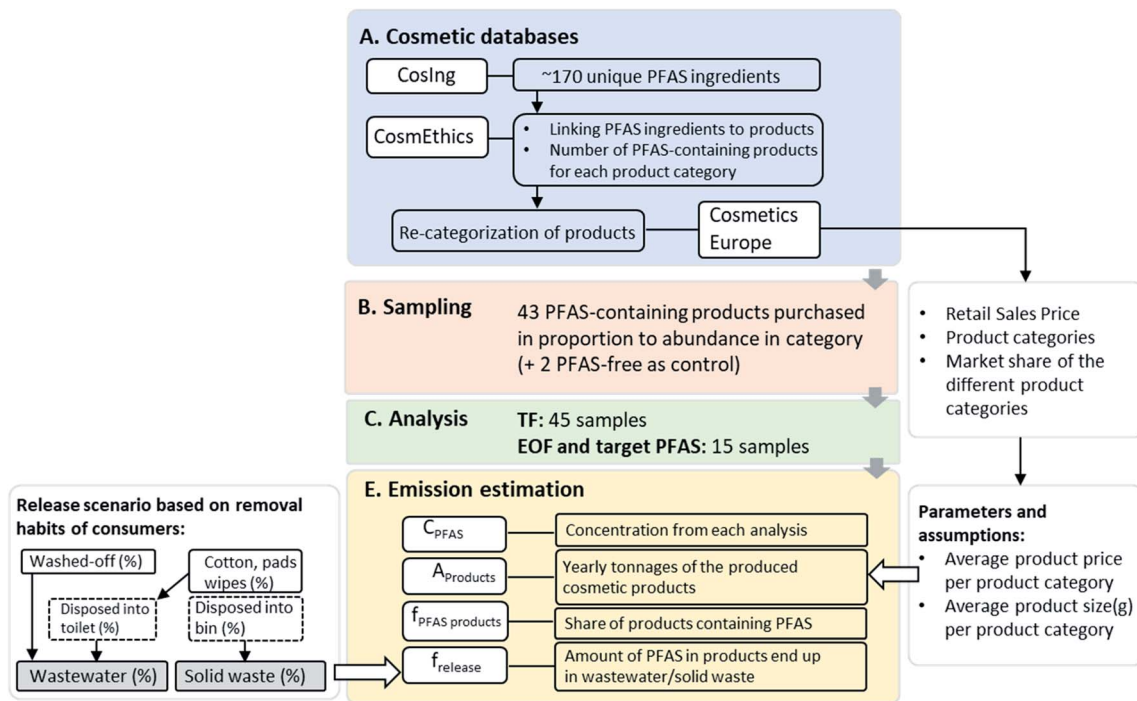 A. Cosmetic databases
CosIng
~170 unique PFAS ingredients
CosmEthics
• Linking PFAS ingredients to products
• Number of PFAS-containing products
for each product category
Re-categorization of products
Cosmetics
Europe
B. Sampling
43 PFAS-containing products purchased
in proportion to abundance in category
(+ 2 PFAS-free as control)
• Retail Sales Price
• Product categories
• Market share of the
different product
categories
C. Analysis
TF: 45 samples
EOF and target PFAS: 15 samples
Release scenario based on removal
habits of consumers:
Washed-off (%)
Cotton, pads
wipes (%)
Disposed into
toilet (%)
Disposed into
bin (%)
Wastewater (%)
Solid waste (%)
E. Emission estimation
CPFAS
Concentration from each analysis
AProducts
Yearly tonnages of the produced
cosmetic products
fPFAS products
Share of products containing PFAS
frelease
Amount of PFAS in products end up
in wastewater/solid waste
Parameters and
assumptions:
• Average product price
per product category
• Average product size(g)
per product category